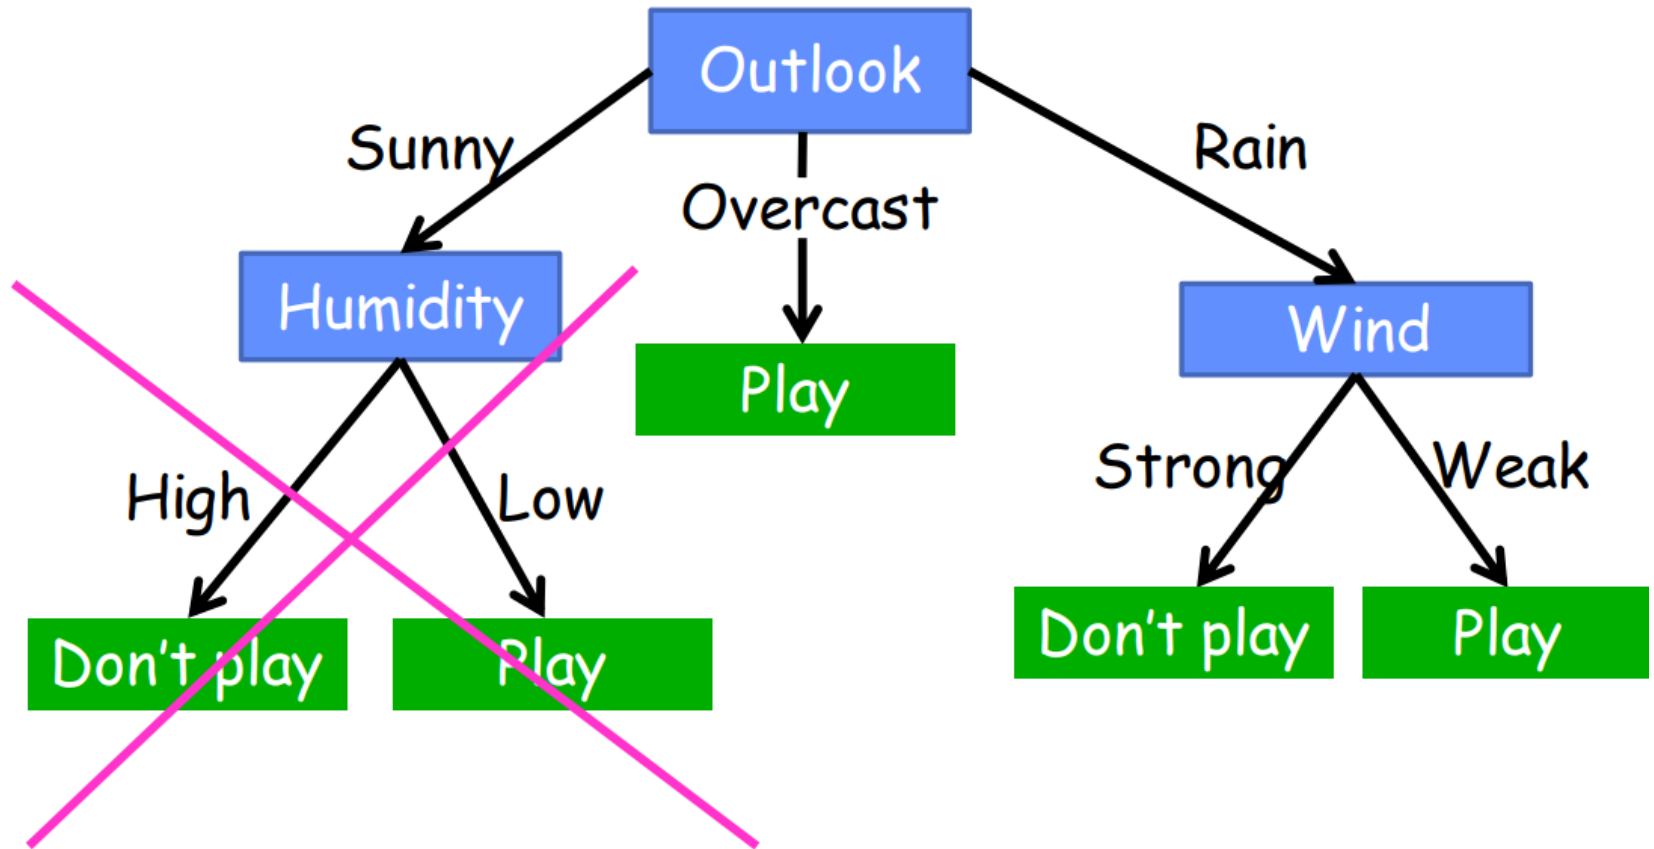 Outlook
Sunny
Overcast
Rain
Humidity
Play
Wind
High
Low
Strong
Weak
Don't play
Play
Don't play
Play